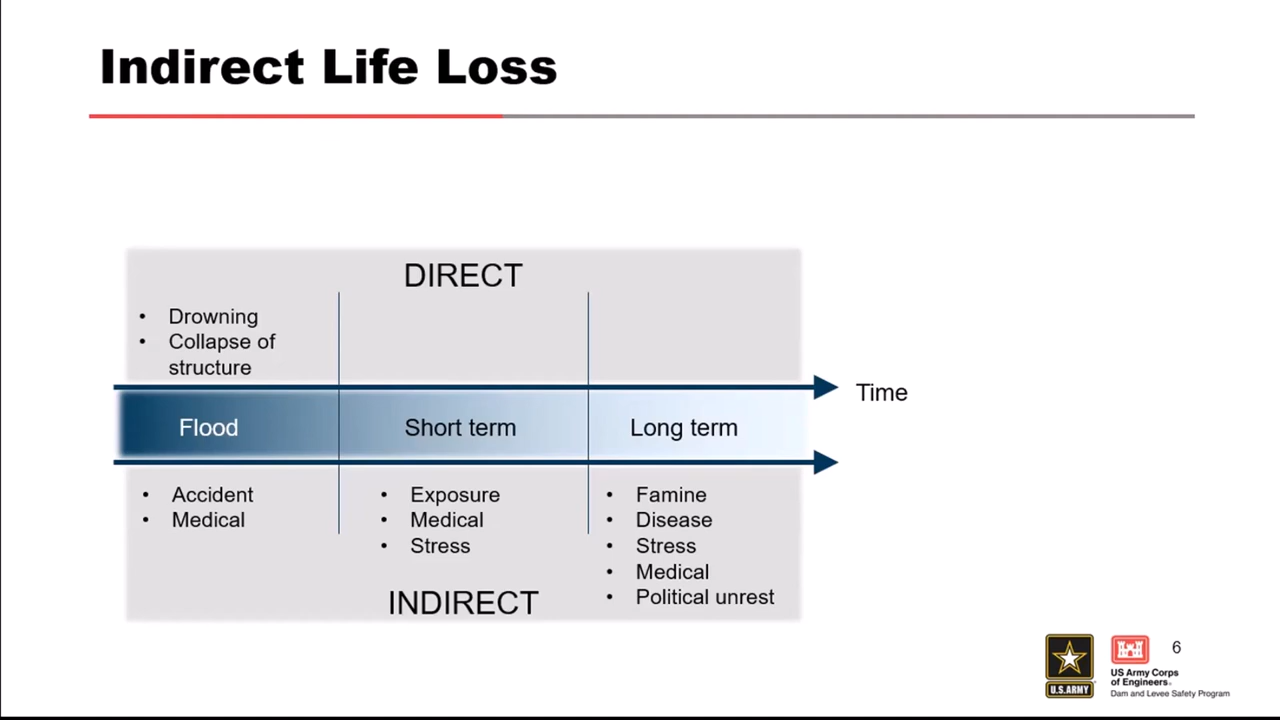 Indirect Life Loss
DIRECT
• Drowning
• Collapse of
structure
Time
Flood
Short term
Long term
• Accident
• Medical
• Exposure
• Medical
• Stress
• Famine
• Disease
• Stress
• Medical
• Political unrest
INDIRECT
U.S.ARMY
US Army Corps
of Engineers.
Dam and Levee Safety Program
6